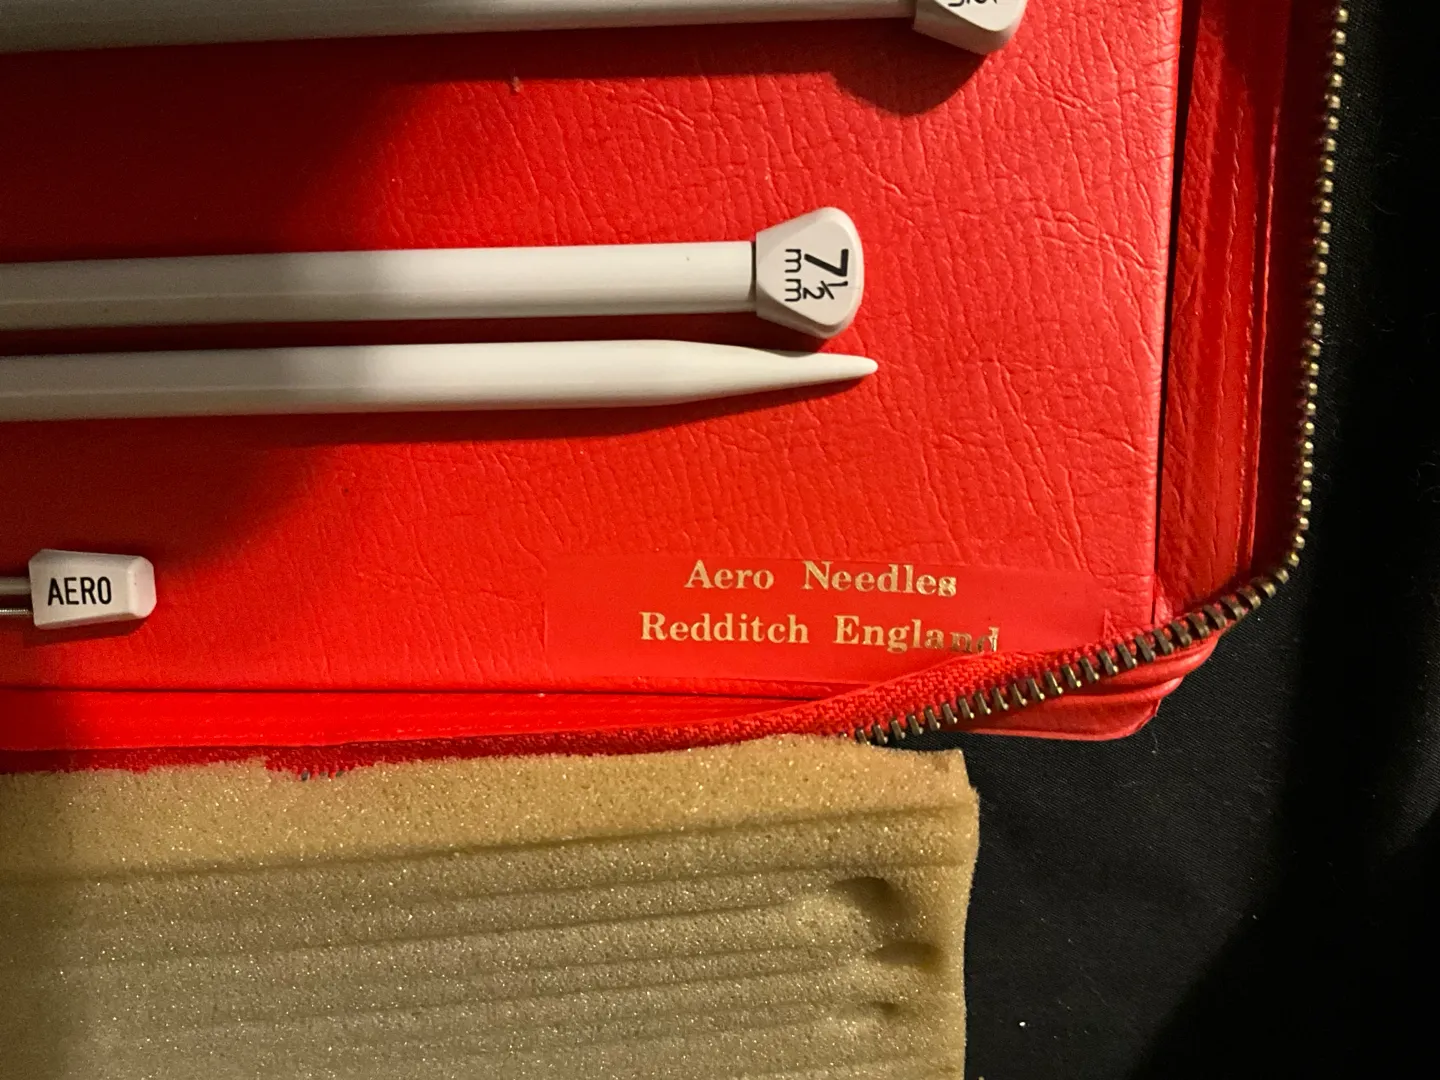 7½
mm
AERO
Aero Needles
Redditch England